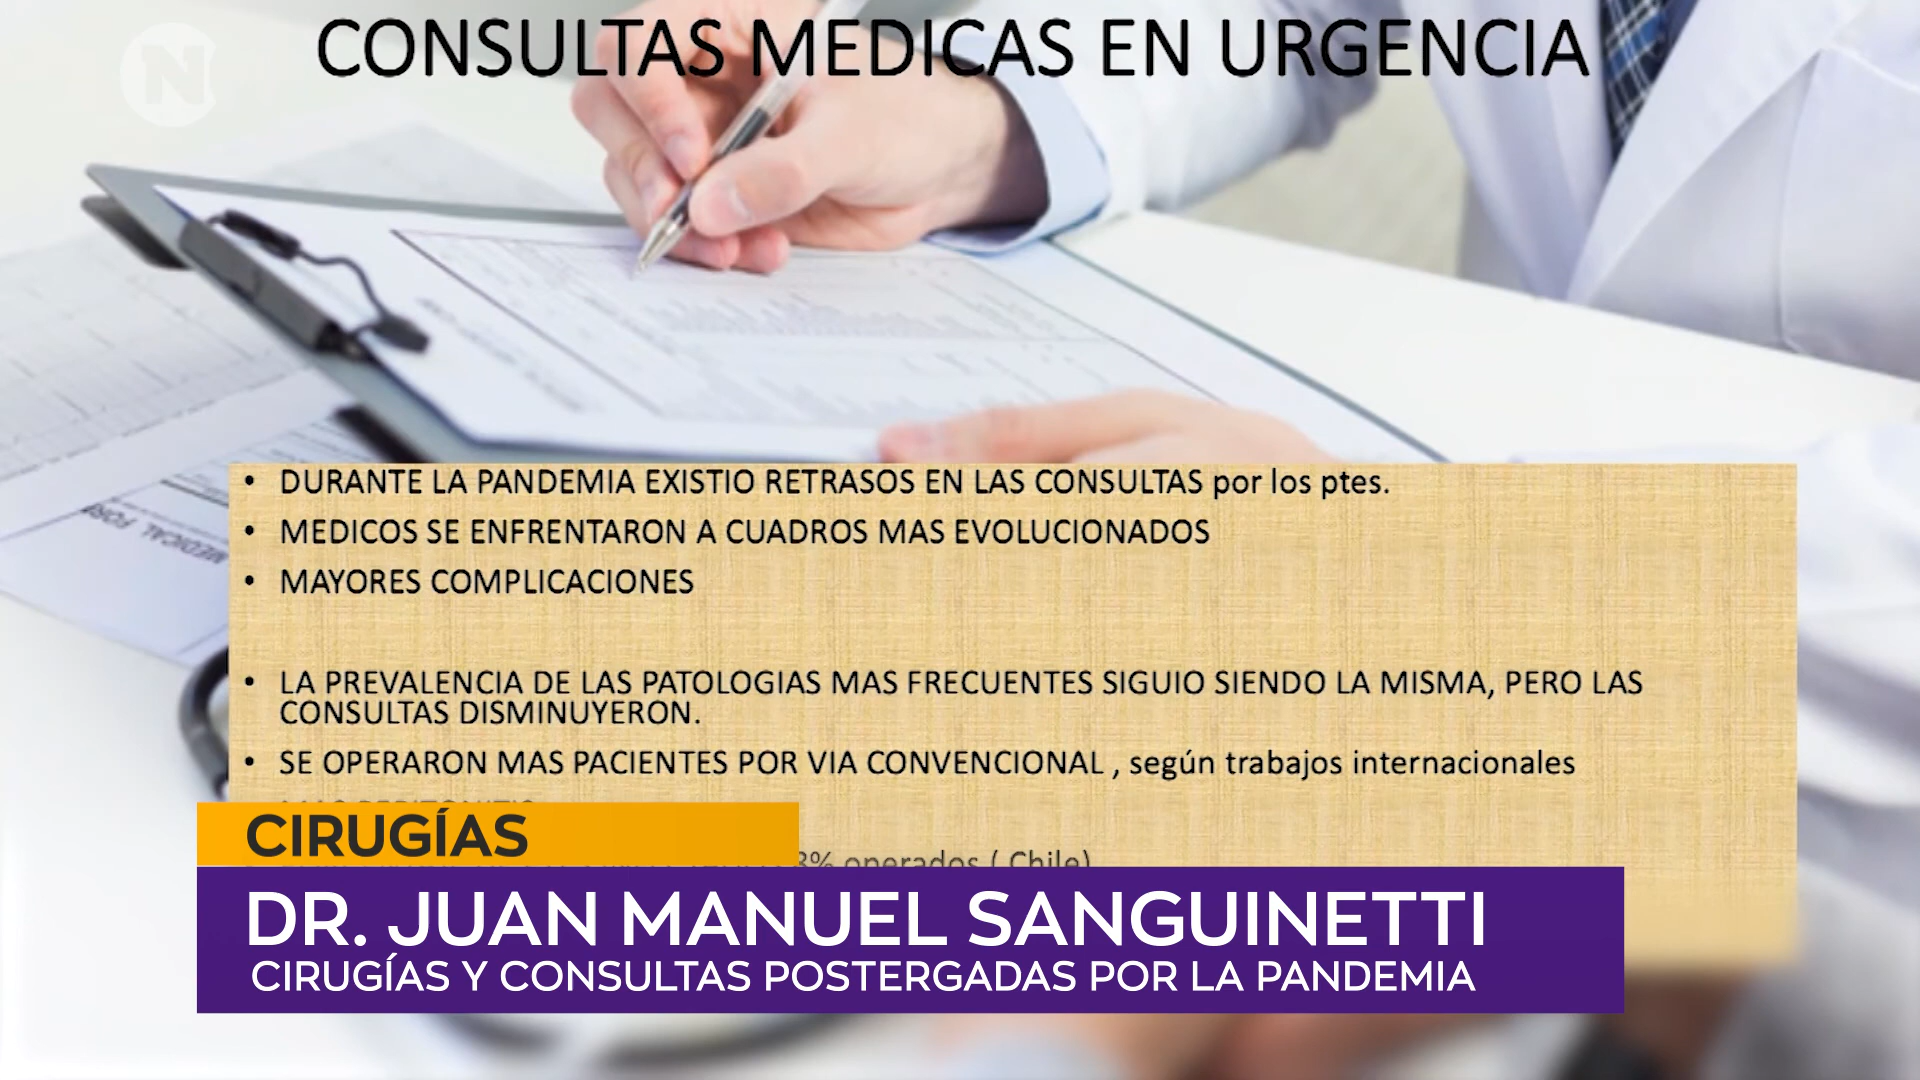 N
CONSULTAS MEDICAS EN URGENCIA
• DURANTE LA PANDEMIA EXISTIO RETRASOS EN LAS CONSULTAS por los ptes.
• MEDICOS SE ENFRENTARON A CUADROS MAS EVOLUCIONADOS
• MAYORES COMPLICACIONES
• LA PREVALENCIA DE LAS PATOLOGIAS MAS FRECUENTES SIGUIO SIENDO LA MISMA, PERO LAS
CONSULTAS DISMINUYERON.
• SE OPERARON MAS PACIENTES POR VIA CONVENCIONAL , según trabajos internacionales
operados ( Chile)
CIRUGÍAS
DR. JUAN MANUEL SANGUINETTI
CIRUGÍAS Y CONSULTAS POSTERGADAS POR LA PANDEMIA
MEDICAL FOR